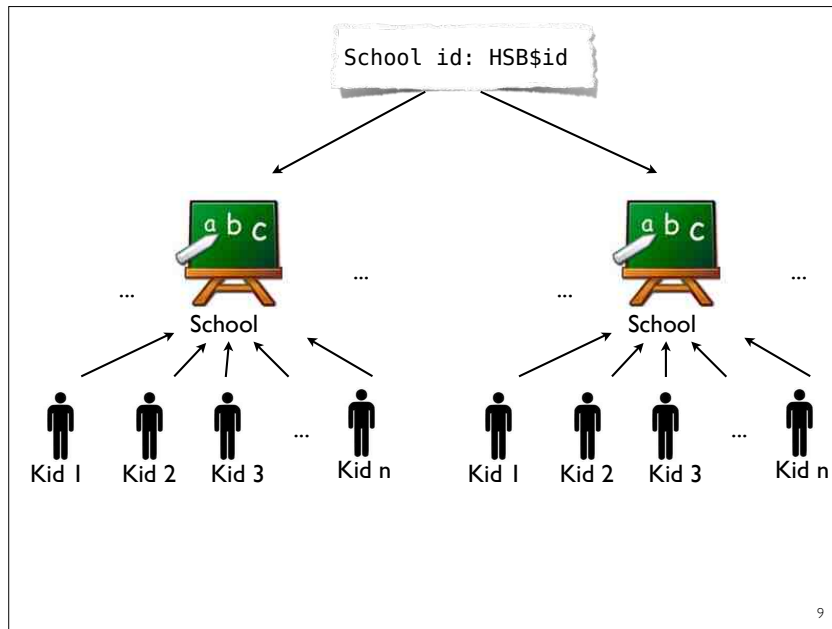 School id: HSB$id
a b c
a b c
...
...
...
...
School
School
...
...
Kid 1
Kid 2
Kid 3
Kid n
Kid 1
Kid 2
Kid 3
Kid n
9